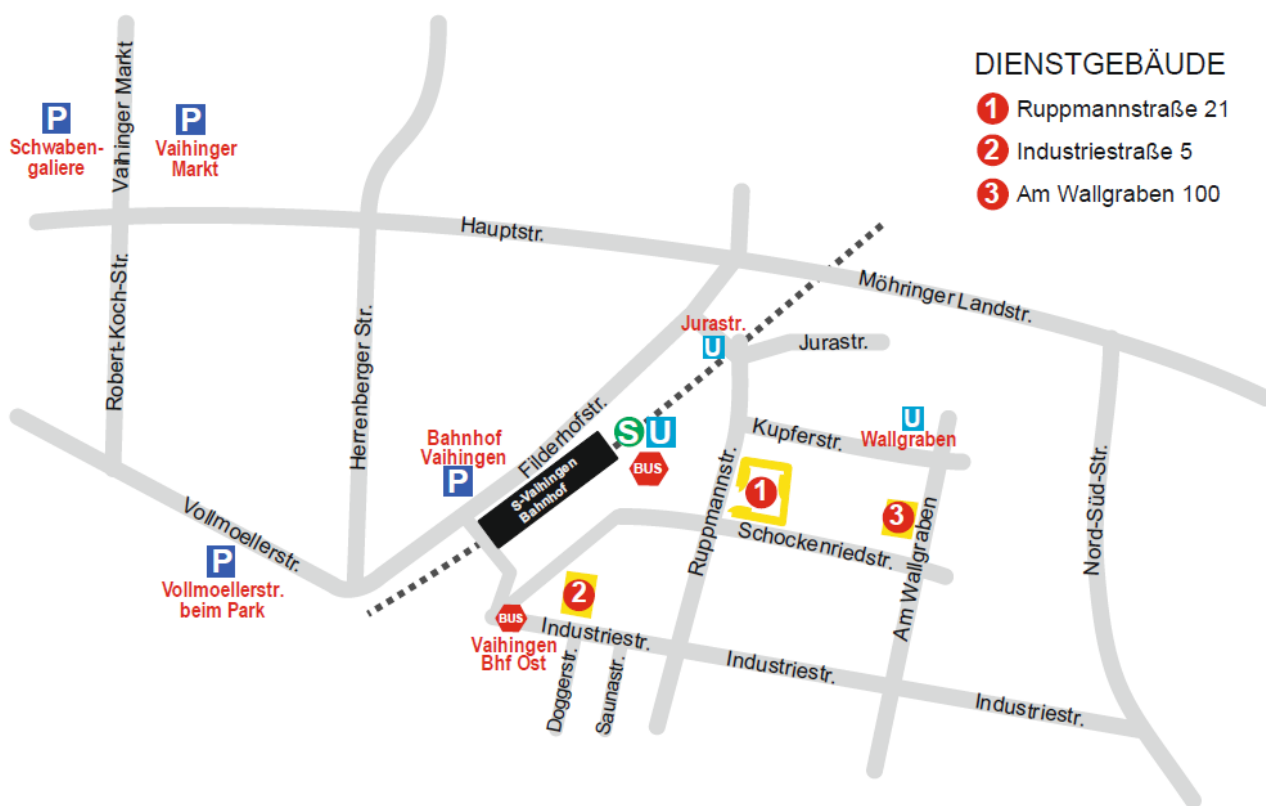 DIENSTGEBÄUDE
1 Ruppmannstraße 21
2 Industriestraße 5
3 Am Wallgraben 100
P
Schwaben-
galiere
Vaihinger Markt
P
Vaihinger
Markt
Hauptstr.
Möhringer Landstr.
Robert-Koch-Str.
Herrenberger Str.
Jurastr.
U
Jurastr.
Filderhofstr.
S U
BUS
Bahnhof
Vaihingen
P
S-Vaihingen
Bahnhof
U
Wallgraben
Kupferstr.
Ruppmannstr.
1
3
Schockenriedstr.
Am Wallgraben
Nord-Süd-Str.
Vollmoellerstr.
P
Vollmoellerstr.
beim Park
2
BUS
Vaihingen
Bhf Ost
Industriestr.
Industriestr.
Industriestr.
Doggerstr.
Saunastr.